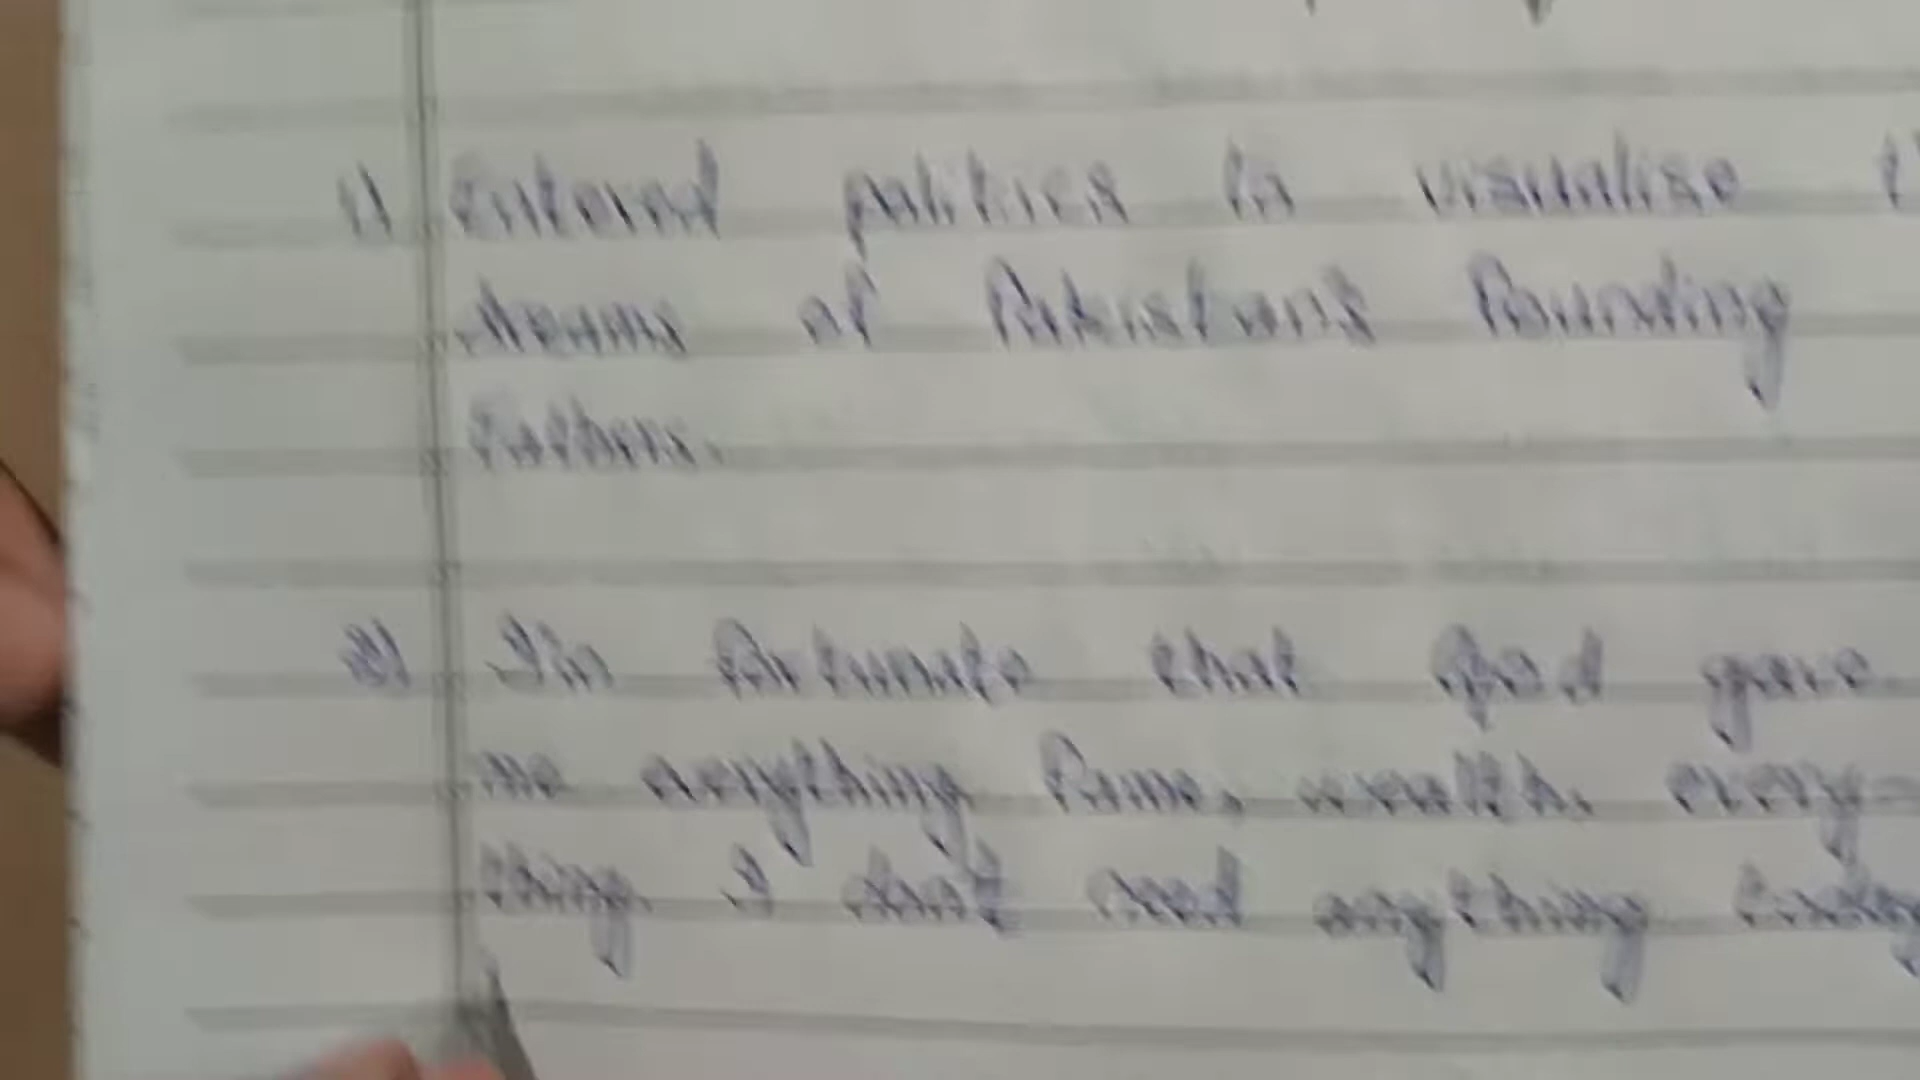 1) Entered politics to visualise
dreams of Pakistan's founding
fathers.
I'm fortunate that God gave
me anything fame, wealth, every-
thing I don't need anything today